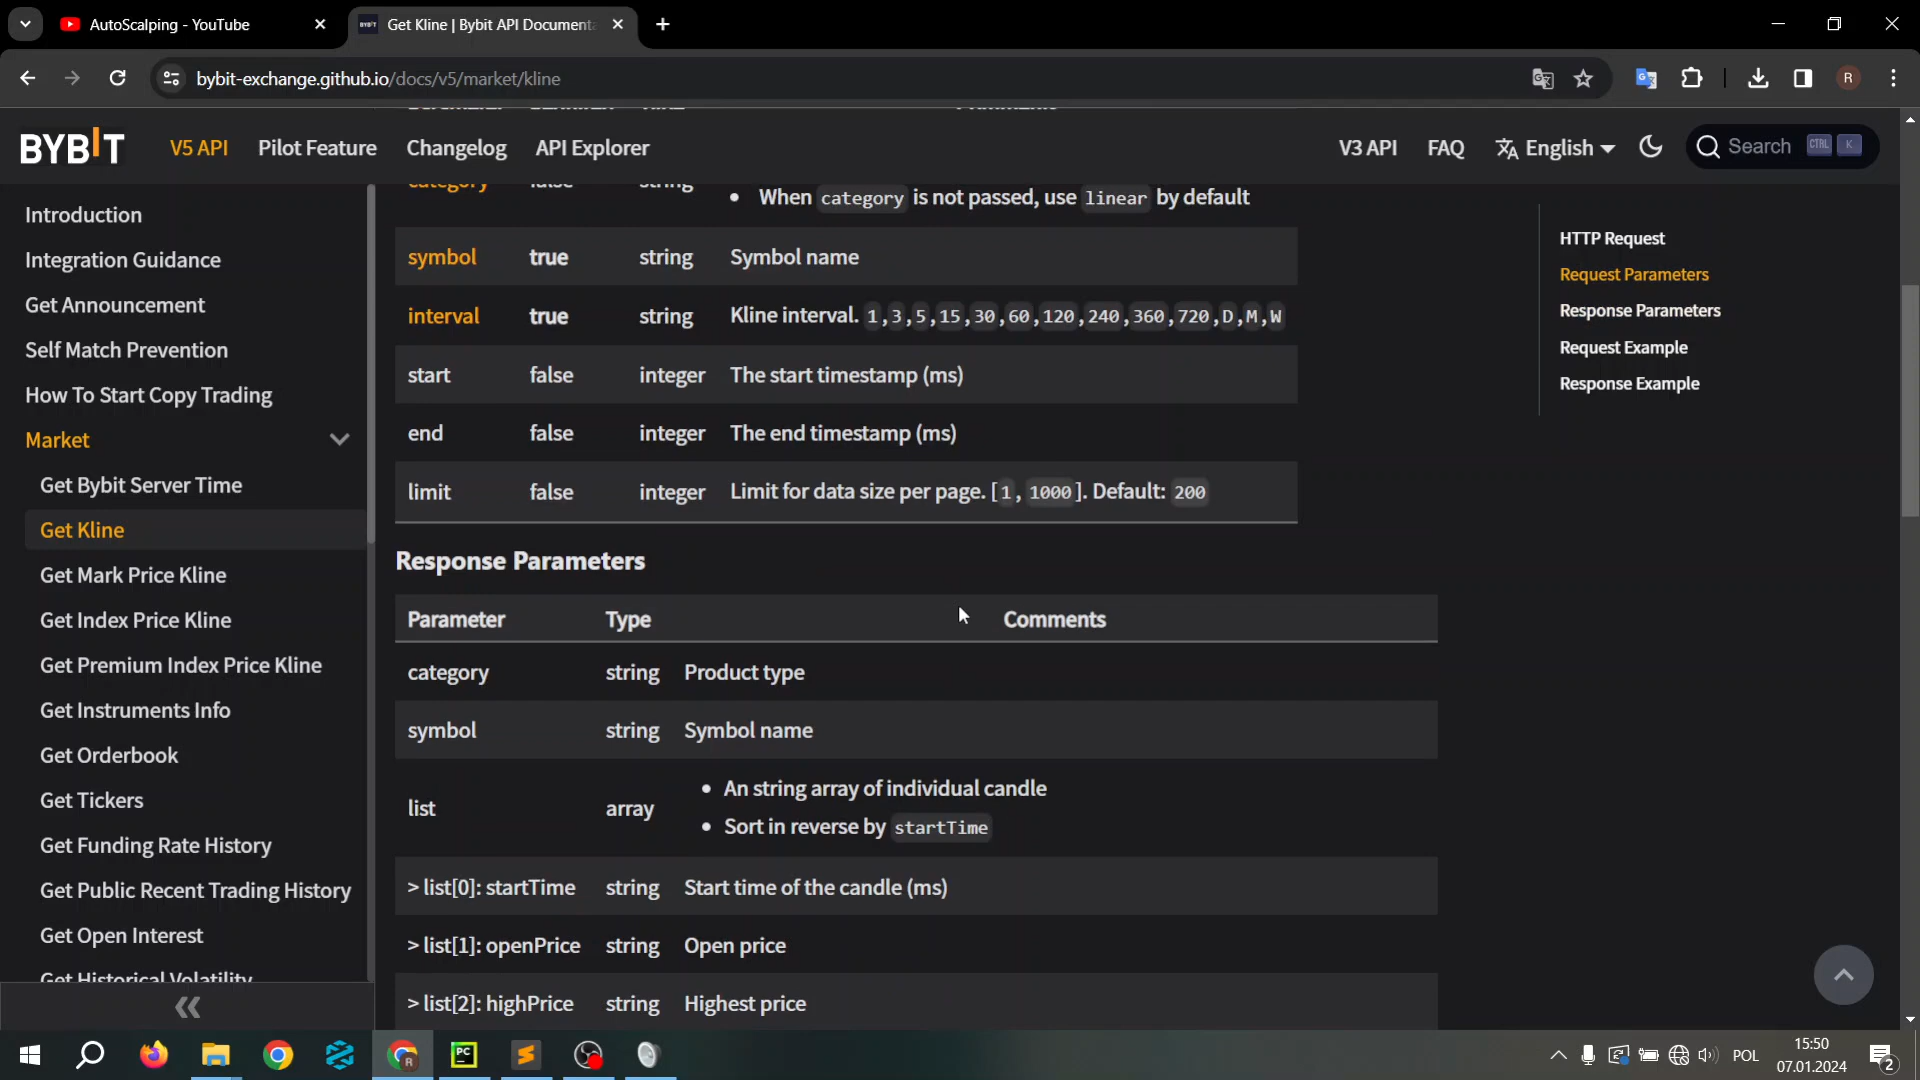 AutoScalping - YouTube
Get Kline | Bybit API Documenta
bybit-exchange.github.io/docs/v5/market/kline
R
BYBIT
V5 API
Pilot Feature
Changelog
API Explorer
V3 API
FAQ
English
Search
CTRL
K
Introduction
Integration Guidance
Get Announcement
Self Match Prevention
How To Start Copy Trading
Market
Get Bybit Server Time
Get Kline
Get Mark Price Kline
Get Index Price Kline
Get Premium Index Price Kline
Get Instruments Info
Get Orderbook
Get Tickers
Get Funding Rate History
Get Public Recent Trading History
Get Open Interest
Get Historical Volatility
category false string
• When category is not passed, use linear by default
symbol true string Symbol name
interval true string Kline interval. 1,3,5,15,30,60,120,240,360,720,D,M,W
start false integer The start timestamp (ms)
end false integer The end timestamp (ms)
limit false integer Limit for data size per page. [1, 1000]. Default: 200
Response Parameters
Parameter Type Comments
category string Product type
symbol string Symbol name
list array
• An string array of individual candle
• Sort in reverse by startTime
> list[0]: startTime string Start time of the candle (ms)
> list[1]: openPrice string Open price
> list[2]: highPrice string Highest price
HTTP Request
Request Parameters
Response Parameters
Request Example
Response Example
PC
POL
15:50
07.01.2024
2